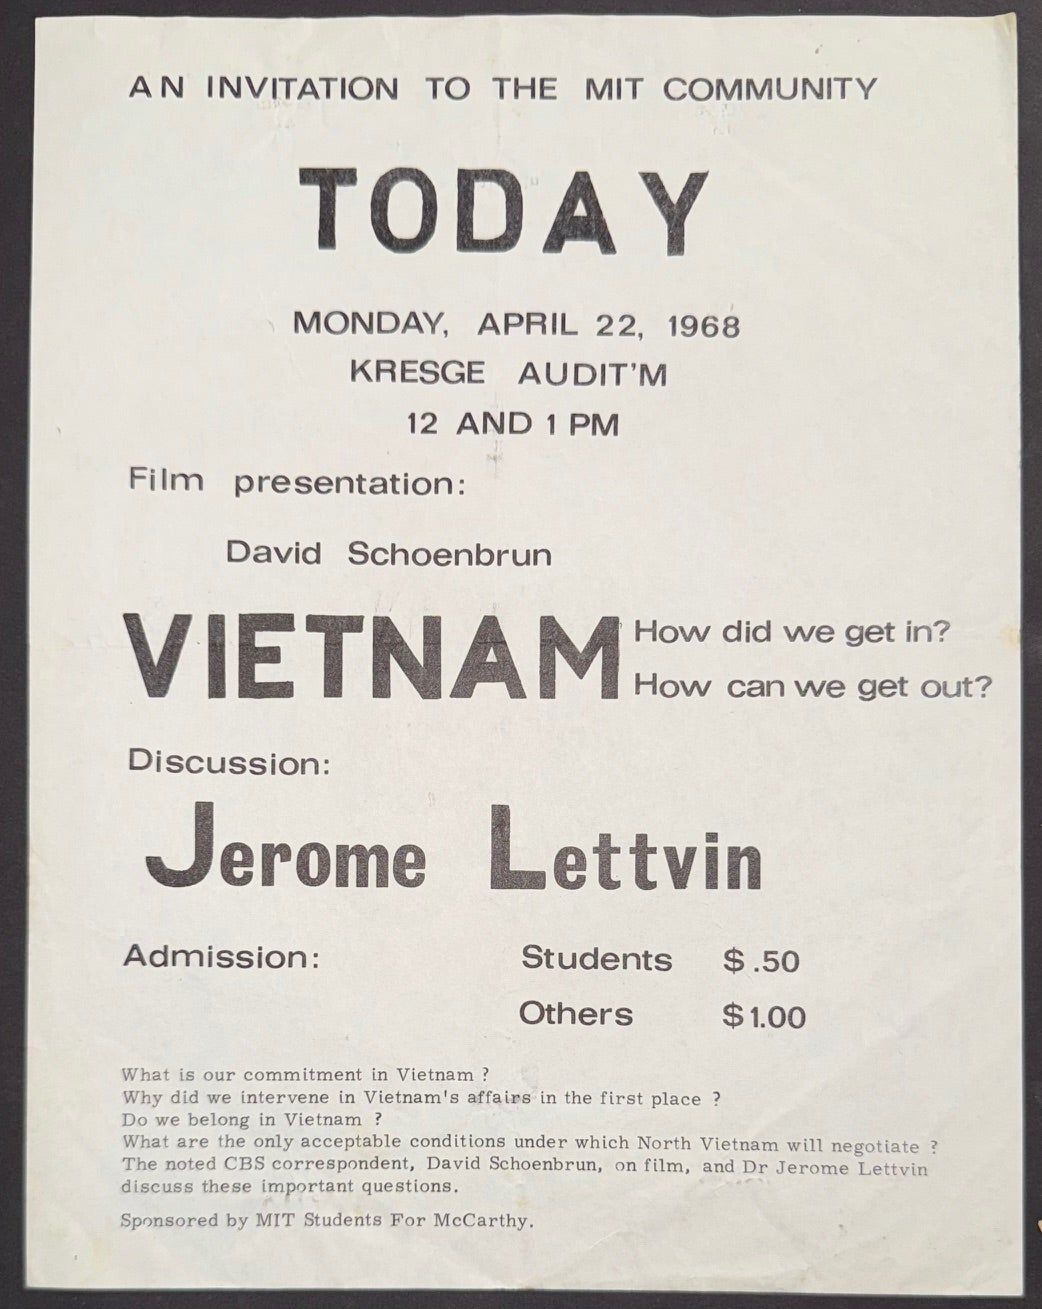 AN INVITATION TO THE MIT COMMUNITY
TODAY
MONDAY, APRIL 22, 1968
KRESGE AUDIT'M
12 AND 1 PM
Film presentation:
David Schoenbrun
VIETNAM How did we get in?
How can we get out?
Discussion:
Jerome Lettvin
Admission: Students $.50
Others $1.00
What is our commitment in Vietnam ?
Why did we intervene in Vietnam's affairs in the first place ?
Do we belong in Vietnam ?
What are the only acceptable conditions under which North Vietnam will negotiate ?
The noted CBS correspondent, David Schoenbrun, on film, and Dr Jerome Lettvin
discuss these important questions.
Sponsored by MIT Students For McCarthy.